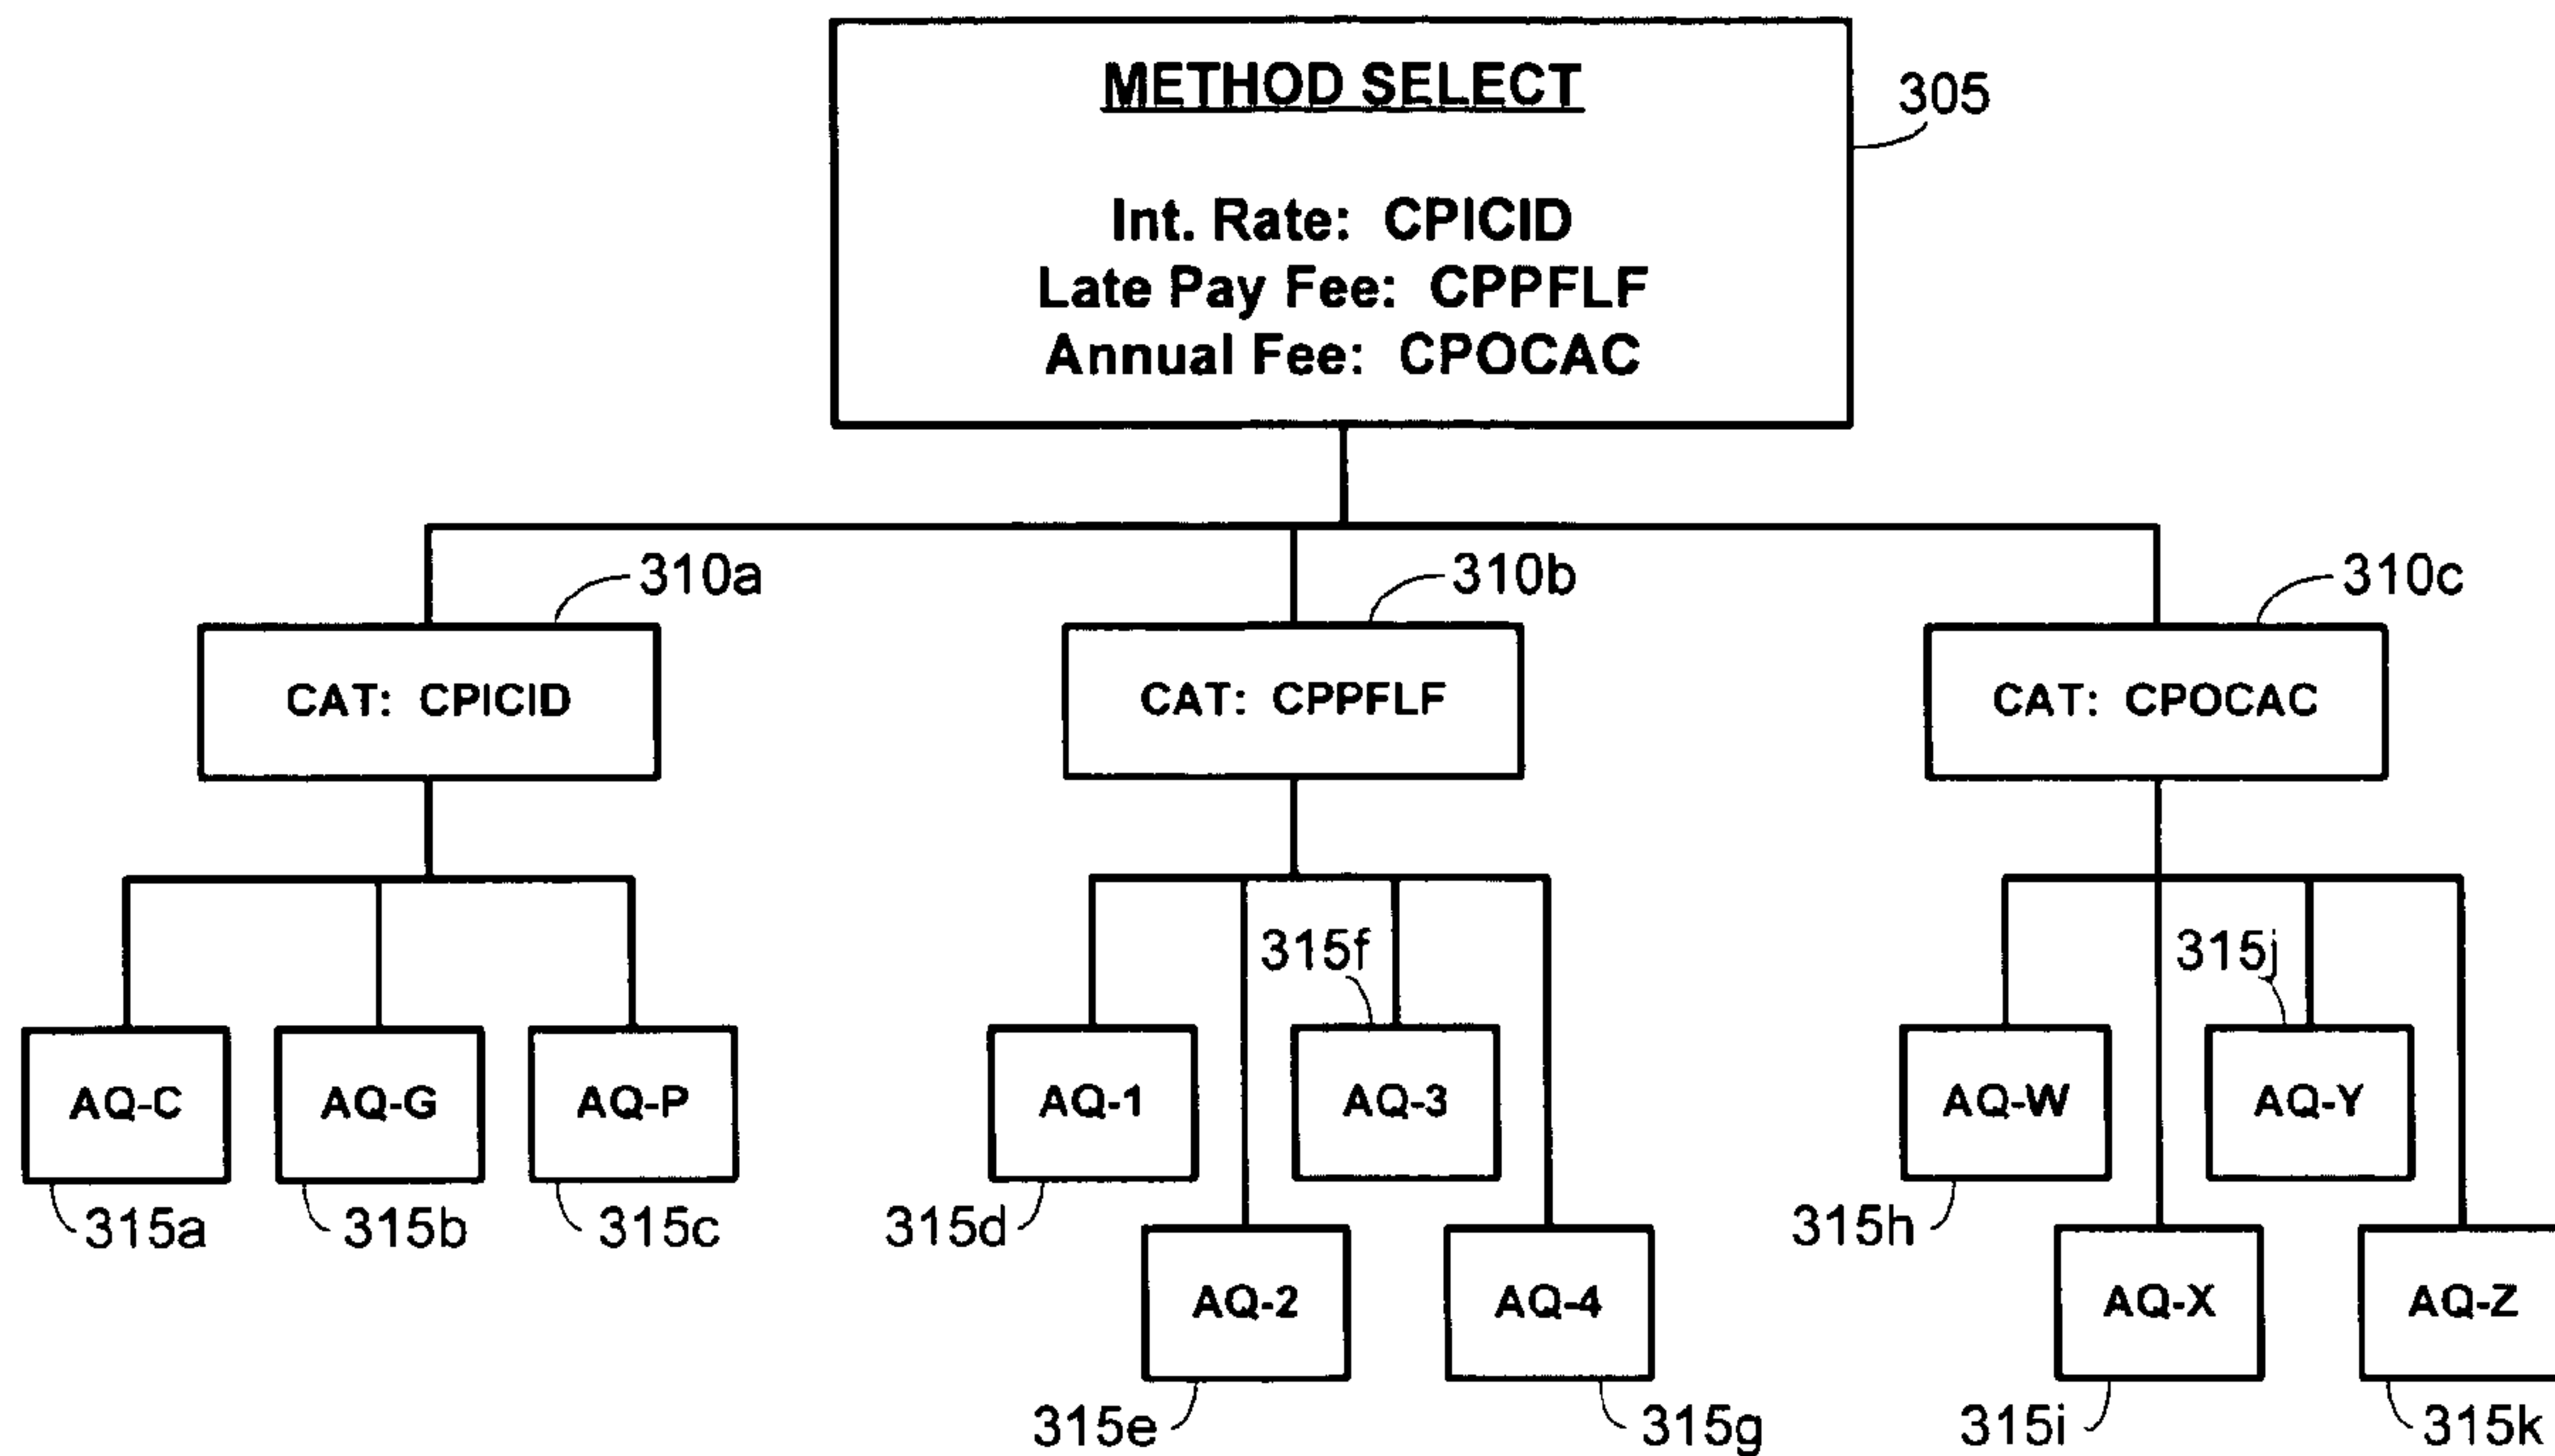 METHOD SELECT
305
Int. Rate: CPICID
Late Pay Fee: CPPFLF
Annual Fee: CPOCAC
310a
310b
310c
CAT: CPICID
CAT: CPPFLF
CAT: CPOCAC
315f
315j
AQ-C
AQ-G
AQ-P
AQ-1
AQ-3
AQ-W
AQ-Y
315a
315b
315c
315d
315h
AQ-2
AQ-4
AQ-X
AQ-Z
315e
315g
315i
315k